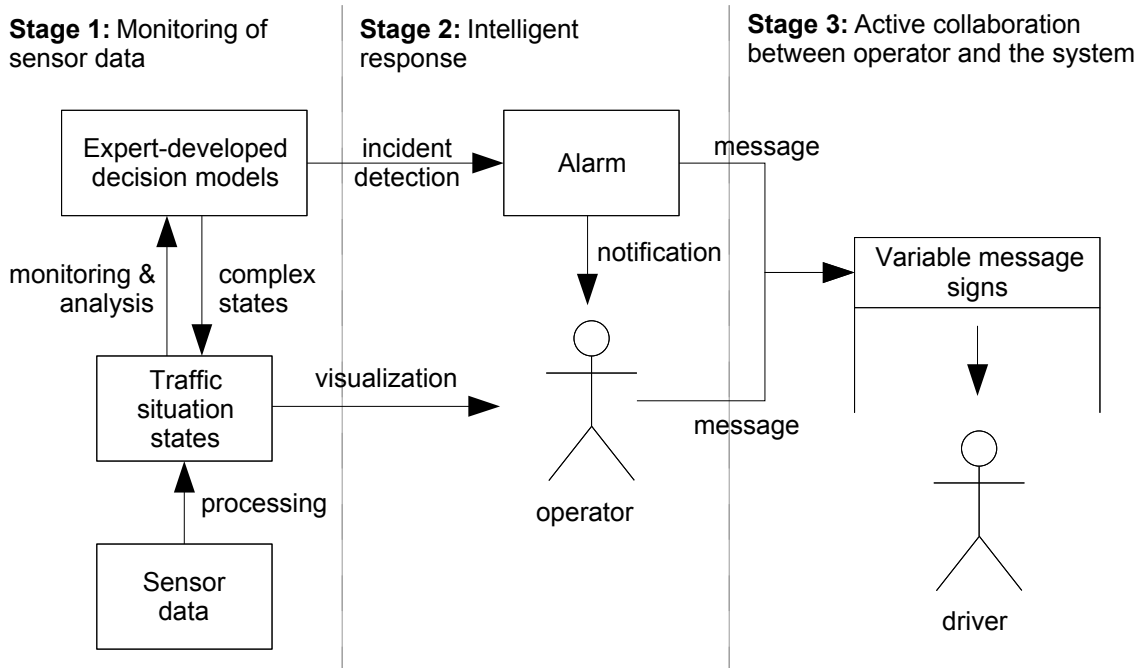 Stage 1: Monitoring of
sensor data
Stage 2: Intelligent
response
Stage 3: Active collaboration
between operator and the system
Expert-developed
decision models
incident
detection
Alarm
message
monitoring &
analysis
complex
states
notification
Variable message
signs
Traffic
situation
states
visualization
message
processing
operator
Sensor
data
driver